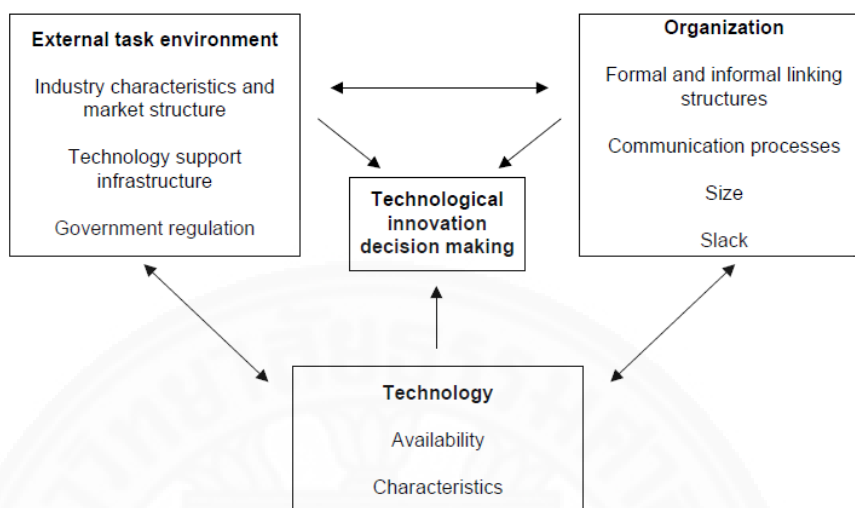 External task environment
Industry characteristics and
market structure
Technology support
infrastructure
Government regulation
Organization
Formal and informal linking
structures
Communication processes
Size
Slack
Technological
innovation
decision making
Technology
Availability
Characteristics